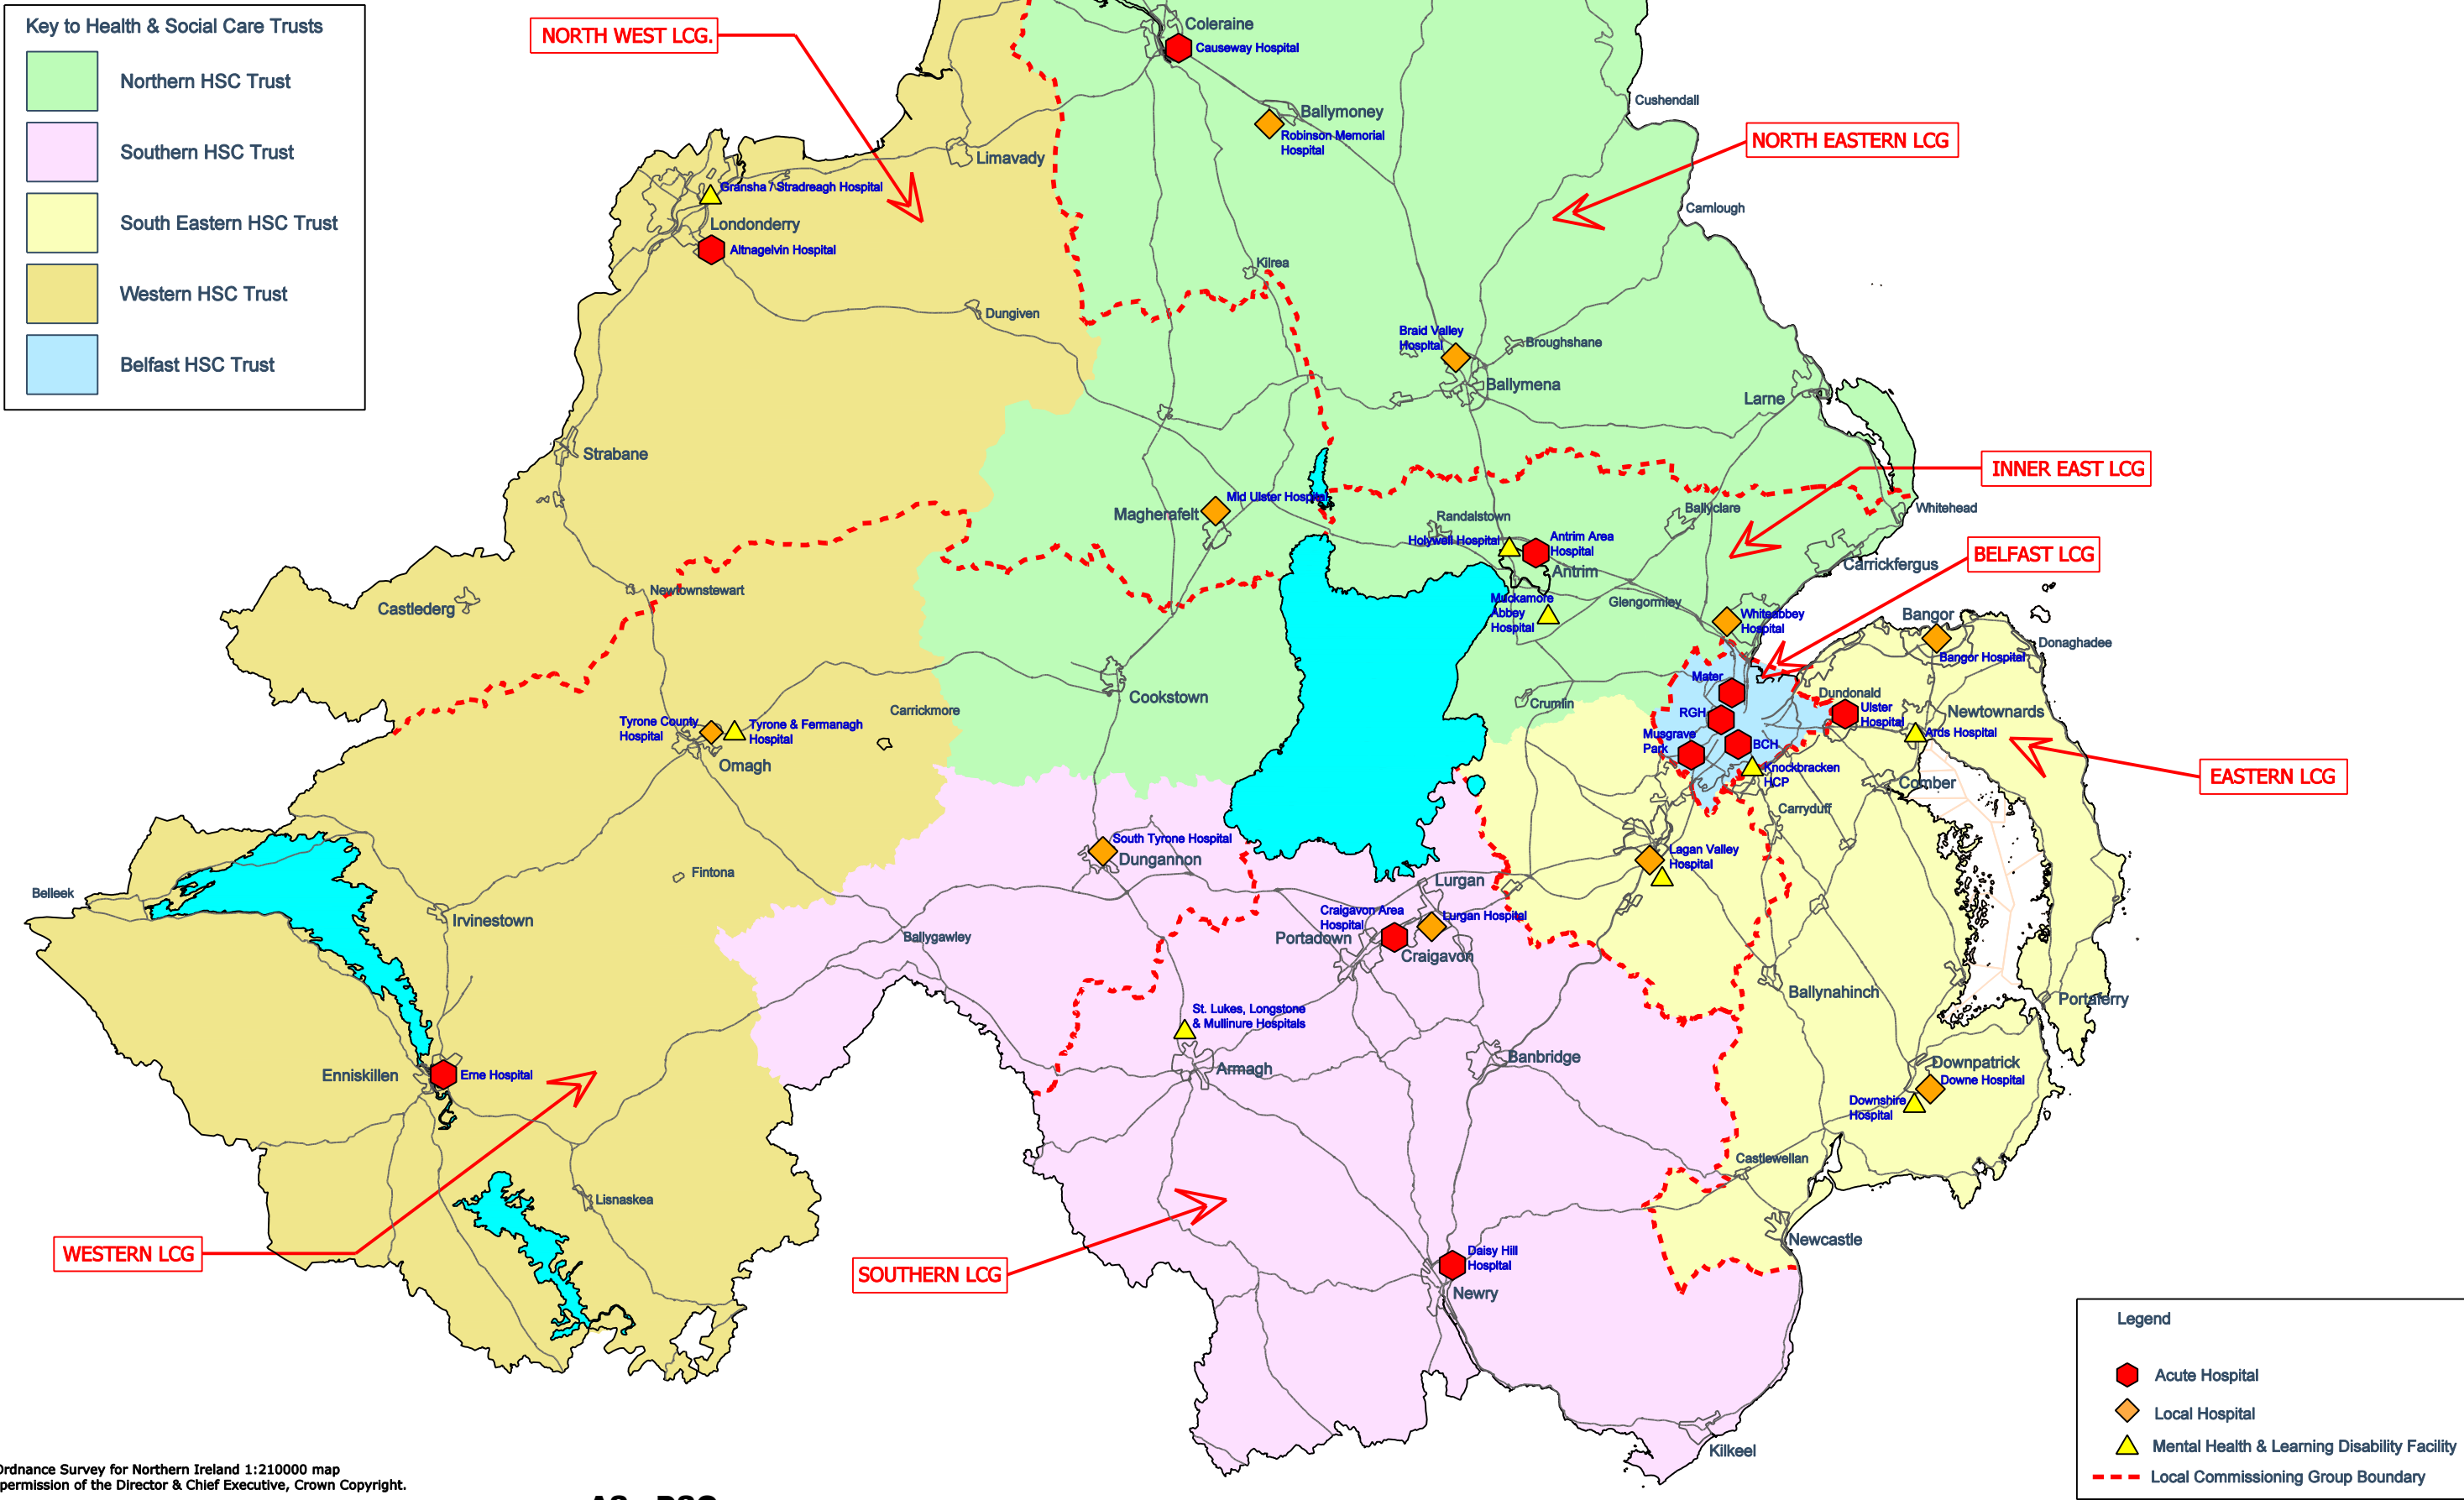 Key to Health & Social Care Trusts
Northern HSC Trust
Southern HSC Trust
South Eastern HSC Trust
Western HSC Trust
Belfast HSC Trust
NORTH WEST LCG.
Coleraine
Causeway Hospital
Ballymoney
Robinson Memorial
Hospital
Cushendall
NORTH EASTERN LCG
Limavady
Gransha / Stradreagh Hospital
Londonderry
Altnagelvin Hospital
Carnlough
Kilrea
Dungiven
Braid Valley
Hospital
Broughshane
Ballymena
Larne
Strabane
INNER EAST LCG
Mid Ulster Hospital
Magherafelt
Randalstown
Ballyclare
Whitehead
Holywell Hospital
Antrim Area
Hospital
Antrim
BELFAST LCG
Carrickfergus
Newtownstewart
Castlederg
Muckamore
Abbey
Hospital
Glengormley
Whiteabbey
Hospital
Bangor
Donaghadee
Bangor Hospital
Cookstown
Mater
Dundonald
Carrickmore
Crumlin
RGH
Ulster
Hospital
Newtownards
Tyrone County
Hospital
Tyrone & Fermanagh
Hospital
Musgrave
Park
BCH
Ards Hospital
Omagh
Knockbracken
HCP
EASTERN LCG
Comber
Carryduff
South Tyrone Hospital
Dungannon
Lagan Valley
Hospital
Fintona
Belleek
Lurgan
Irvinestown
Craigavon Area
Hospital
Lurgan Hospital
Ballygawley
Portadown
Craigavon
Ballynahinch
Portaferry
St. Lukes, Longstone
& Mullinure Hospitals
Enniskillen
Erne Hospital
Armagh
Banbridge
Downpatrick
Downe Hospital
Downshire
Hospital
Castlewellan
Lisnaskea
WESTERN LCG
SOUTHERN LCG
Newcastle
Daisy Hill
Hospital
Newry
Kilkeel
Legend
Acute Hospital
Local Hospital
Mental Health & Learning Disability Facility
Local Commissioning Group Boundary
Ordnance Survey for Northern Ireland 1:210000 map
permission of the Director & Chief Executive, Crown Copyright.